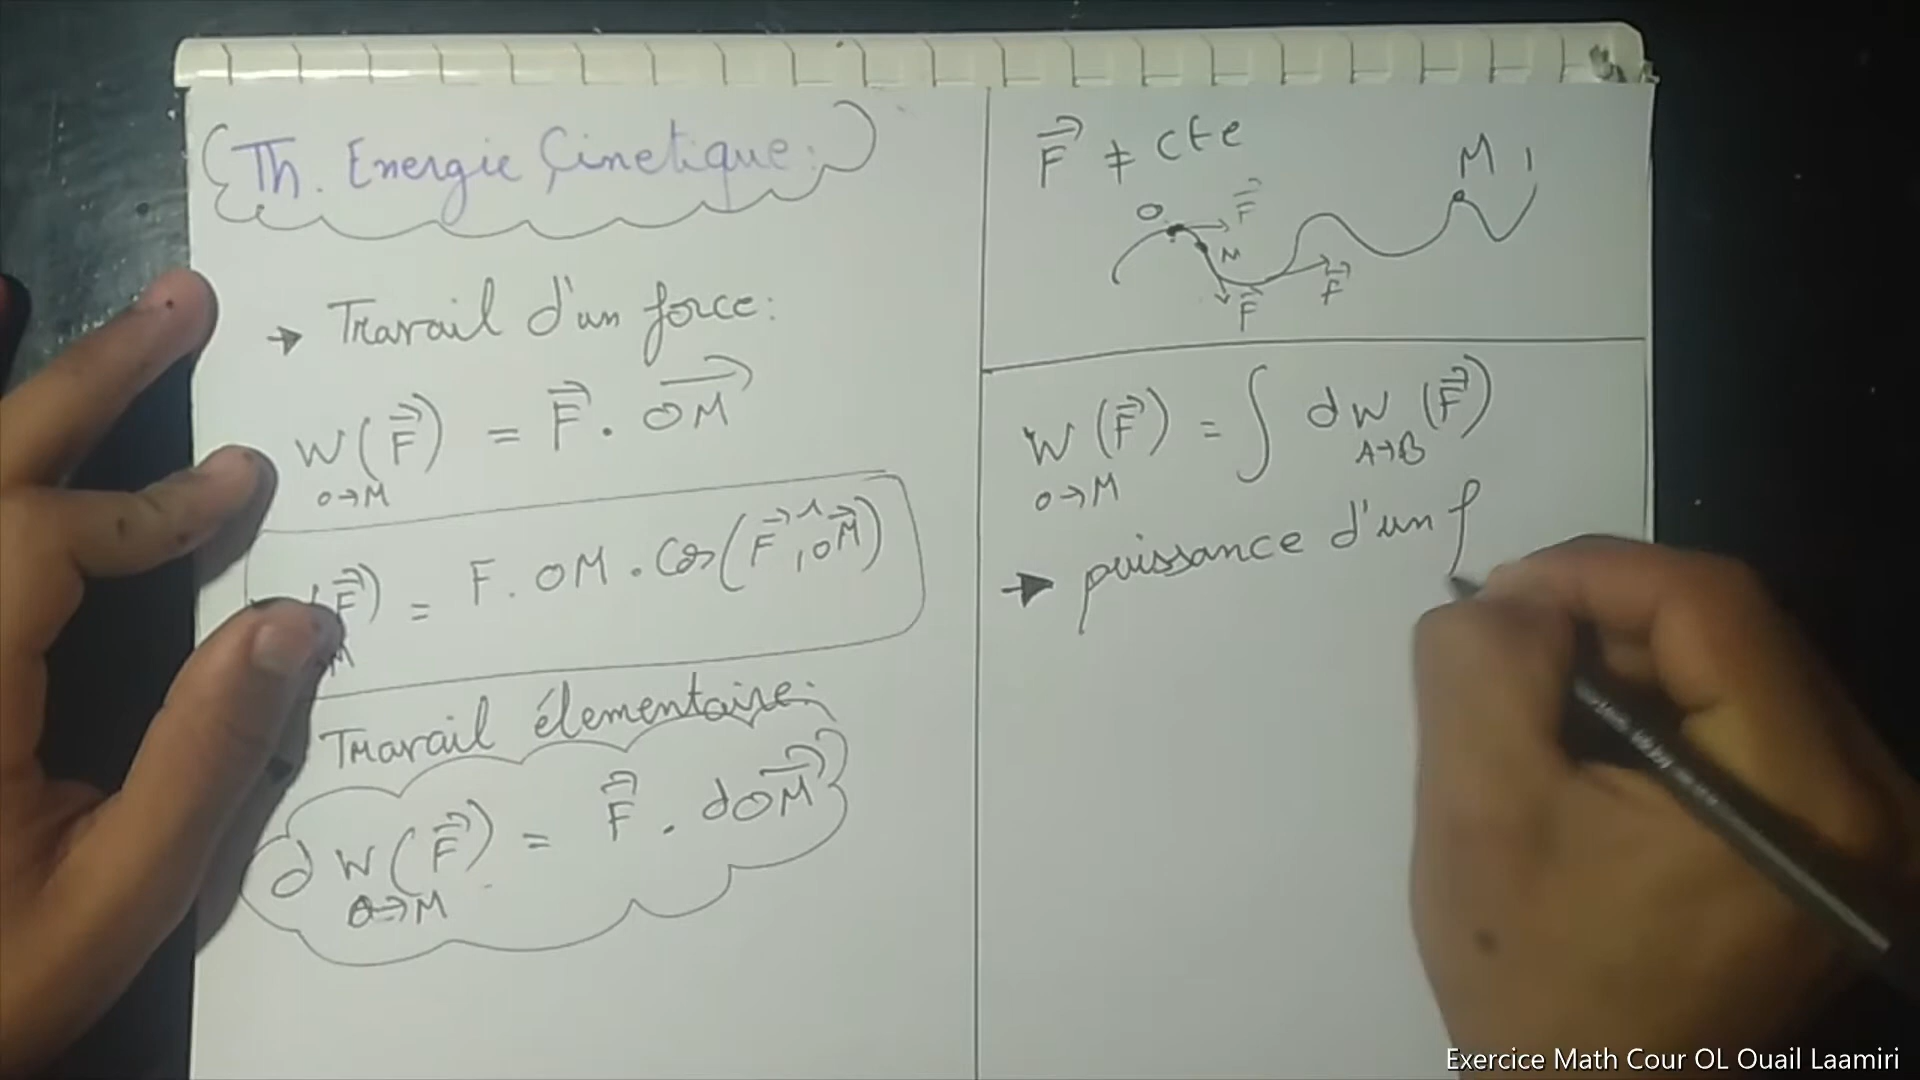 Th. Energie Cinetique:
→ Travail d'un force:
W(F⃗) = F⃗ . OM⃗
O→M
(F⃗) = F . OM . Cos(F⃗ , OM⃗)
M
Travail élementaire:
d W(F⃗) = F⃗ . dOM⃗
O→M
F⃗ ≠ cte
O F⃗ M F⃗ F⃗ M
W(F⃗) = ∫ dW(F⃗)
O→M A→B
→ puissance d'un f
Exercice Math Cour OL Ouail Laamiri